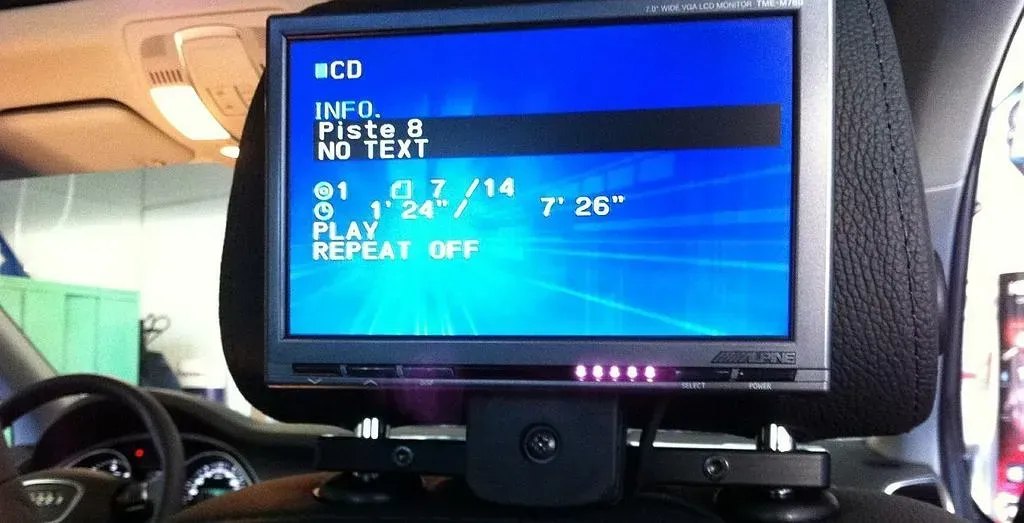 7.0" WIDE VGA LCD MONITOR TME-M780
CD
INFO.
Piste 8
NO TEXT
1 7 /14
1' 24"/ 7' 26"
PLAY
REPEAT OFF
ALPINE
SELECT POWER